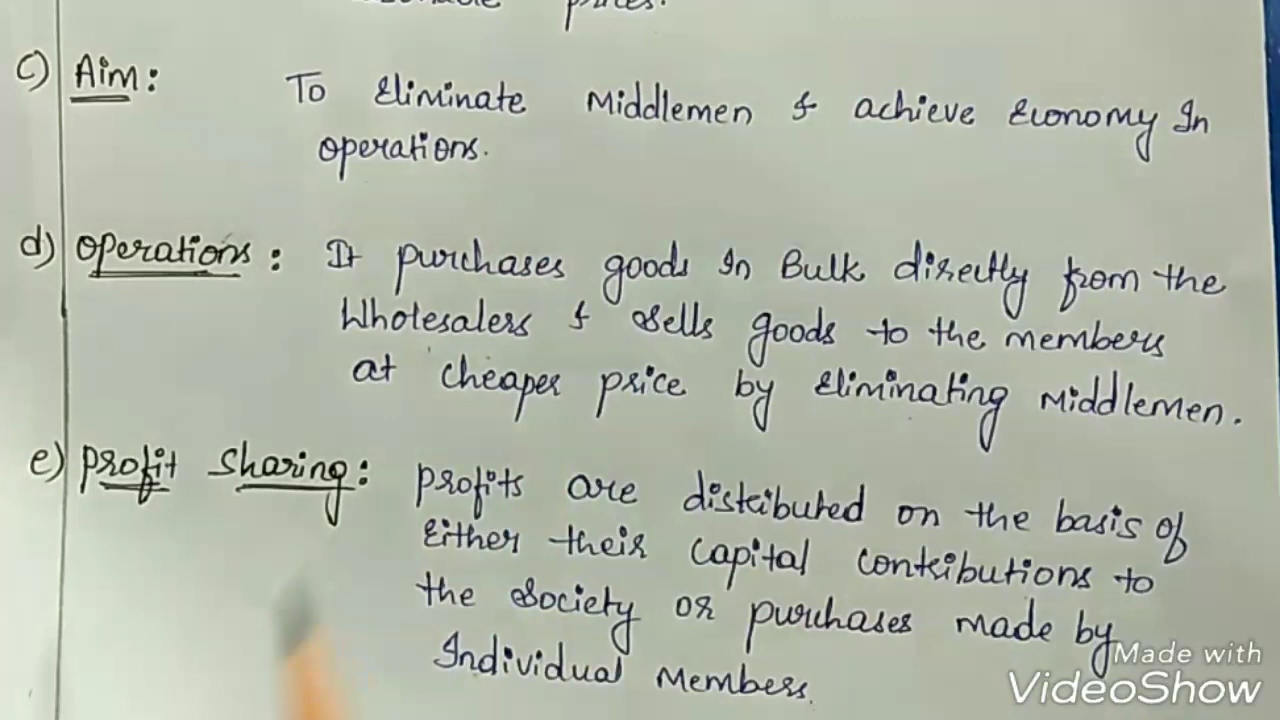 prices.
c) Aim: To Eliminate Middlemen & achieve Economy In
operations.
d) operations: It purchases goods In Bulk directly from the
Wholesalers & sells goods to the members
at cheaper price by Eliminating Middlemen.
e) profit sharing: profits are distributed on the basis of
Either their capital contributions to
the society or purchases made by
Individual Members.
Made with
VideoShow